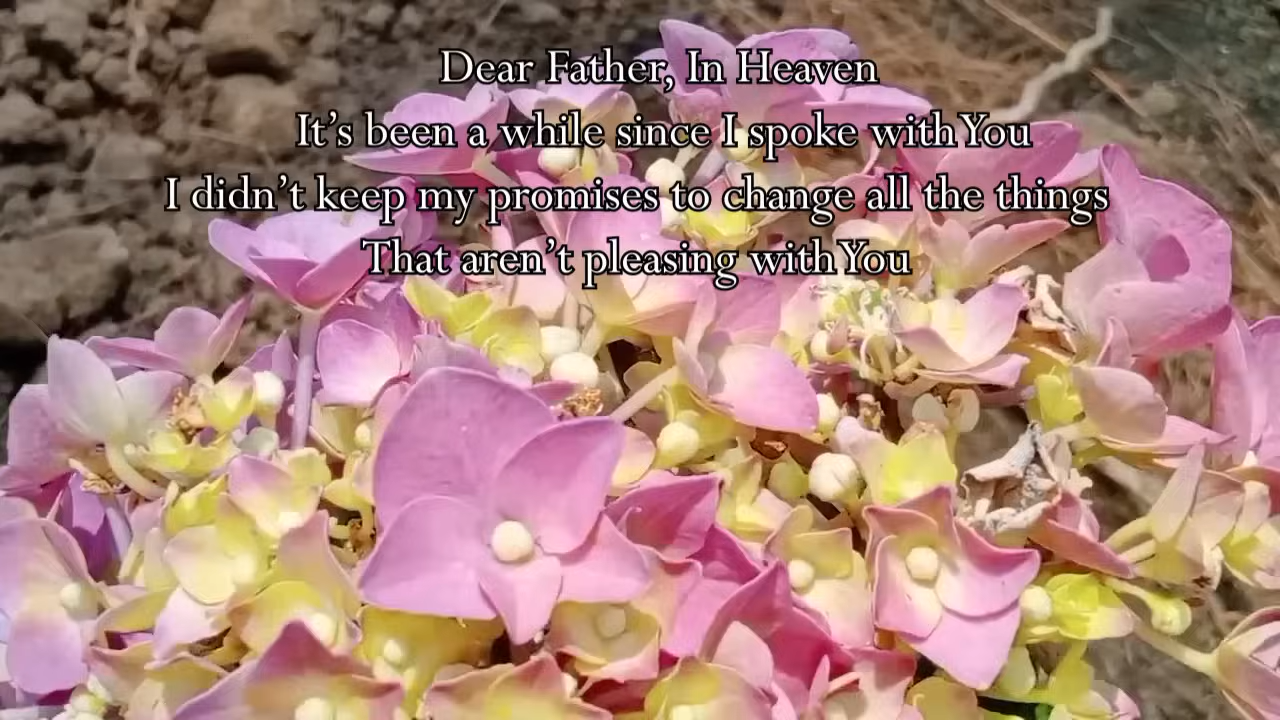 Dear Father, In Heaven
It's been a while since I spoke with You
I didn't keep my promises to change all the things
That aren't pleasing with You